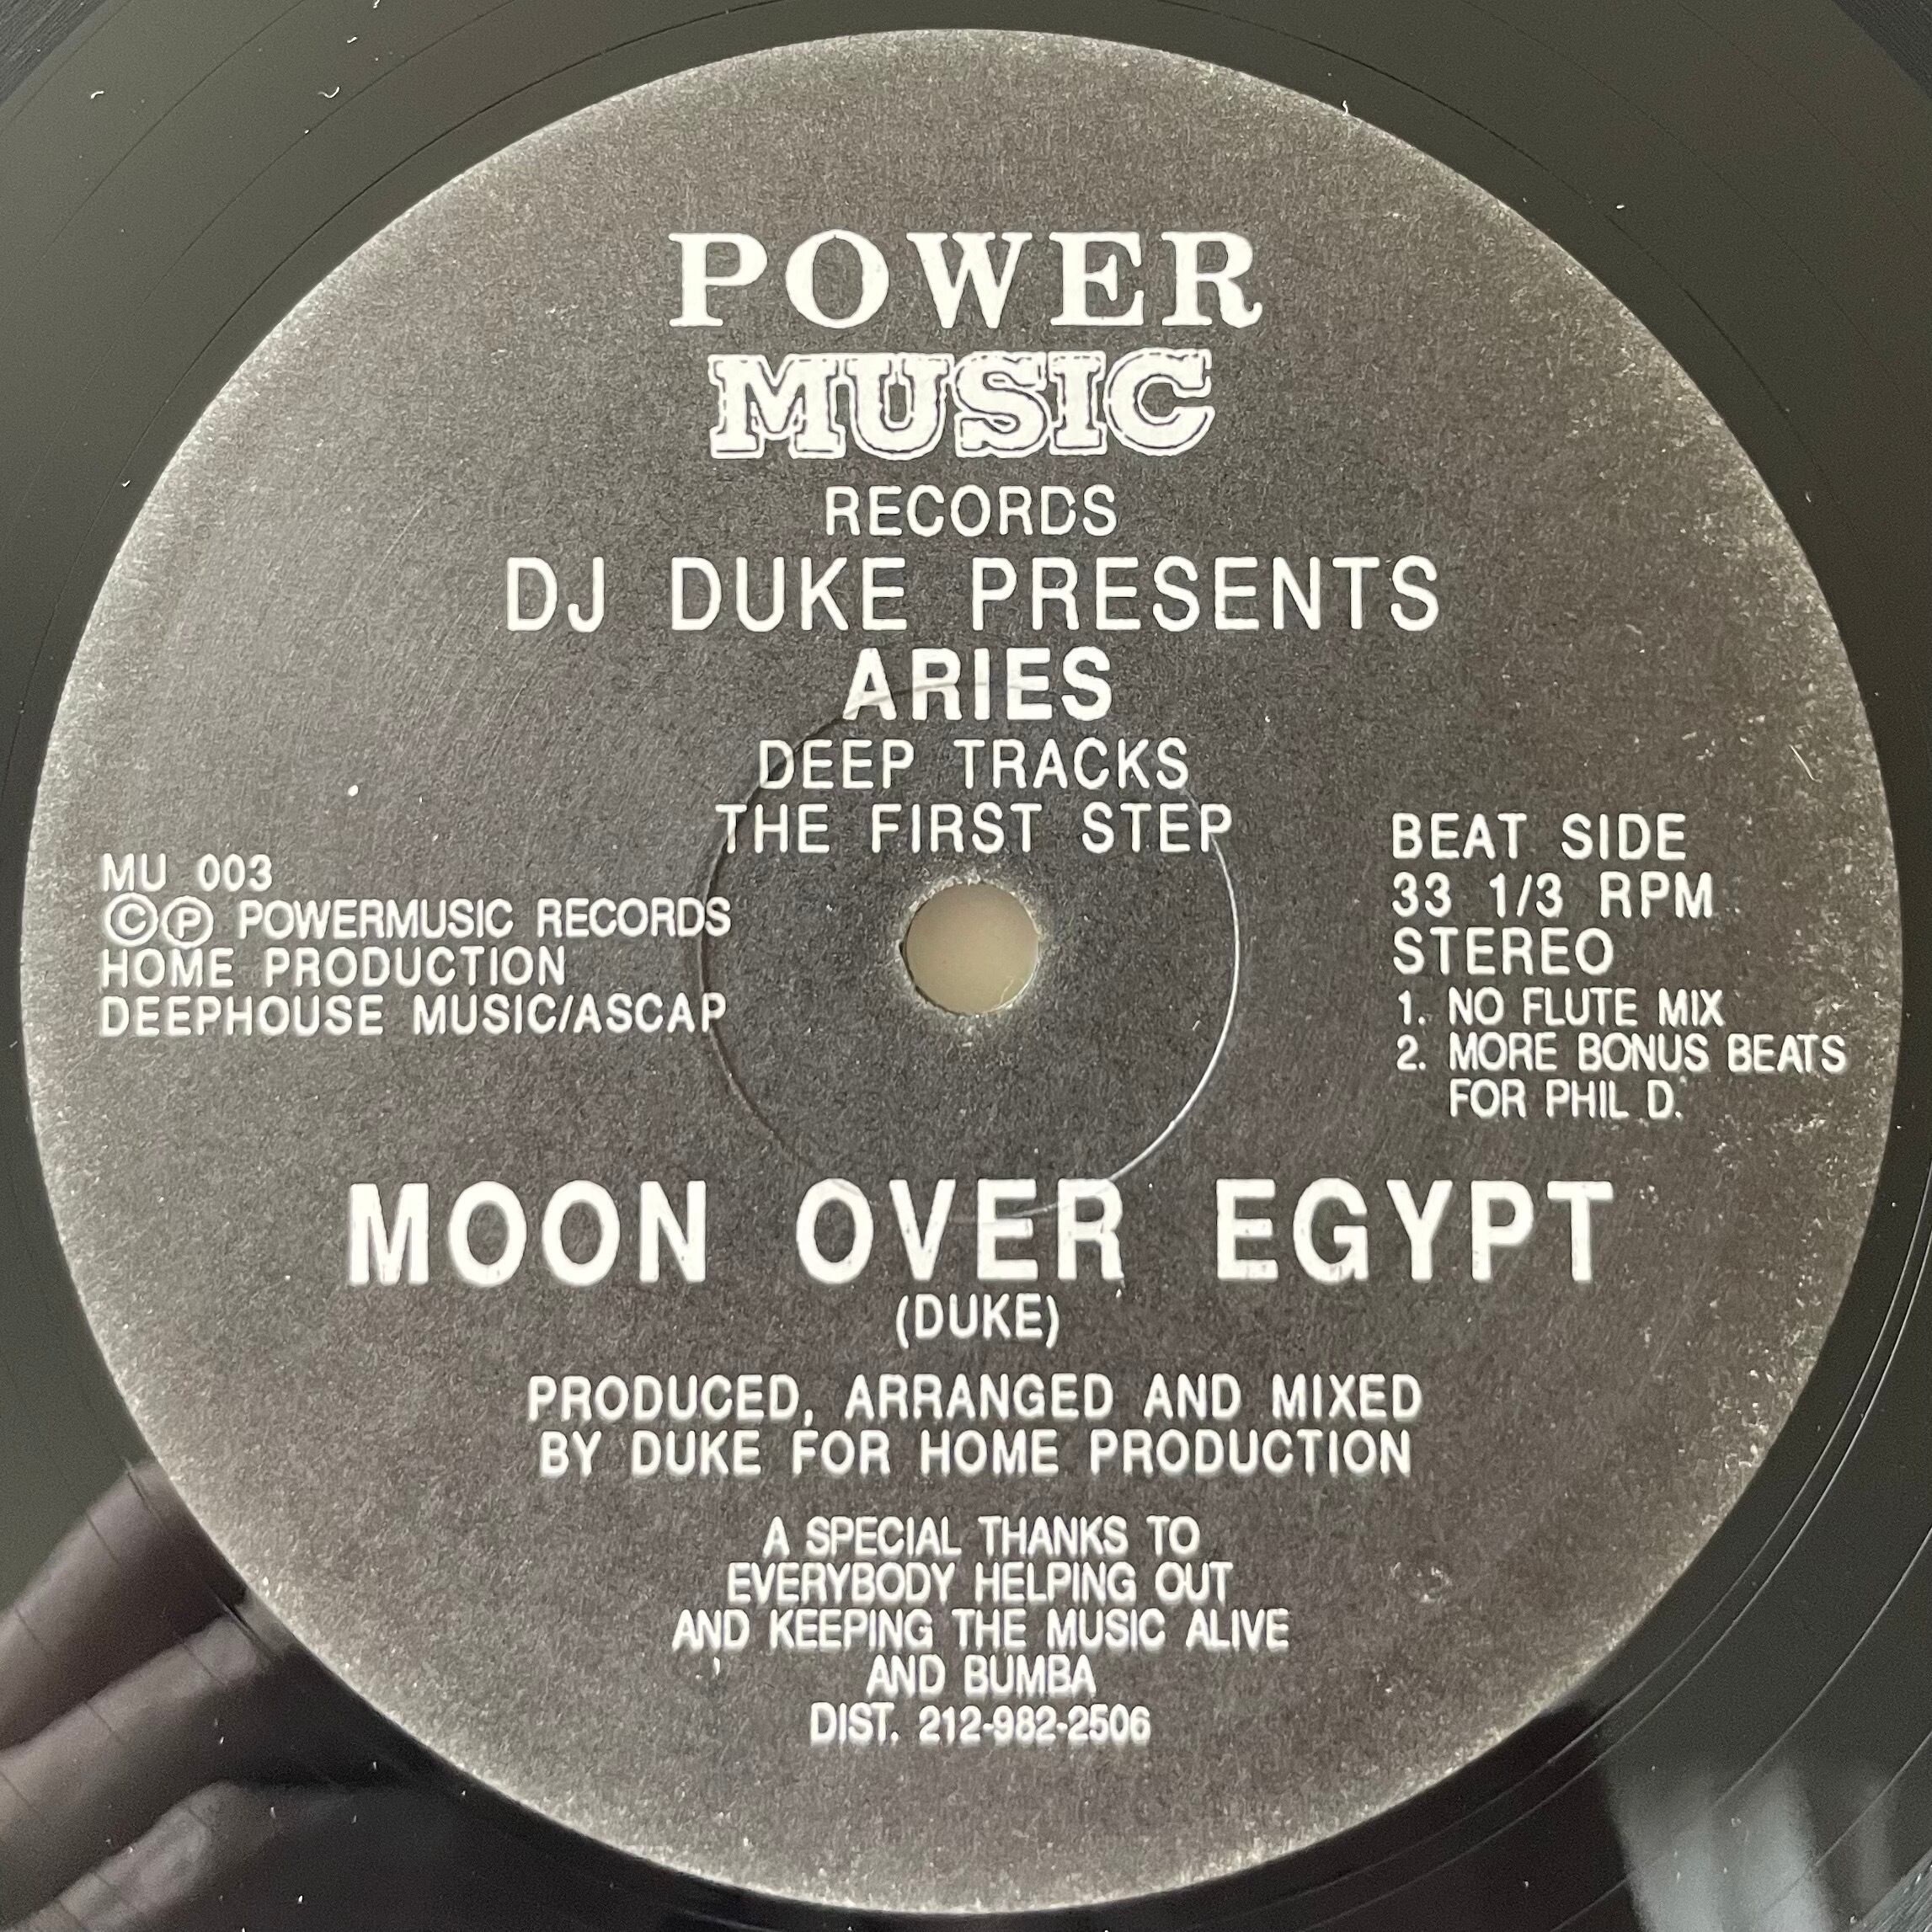 POWER
MUSIC
RECORDS
DJ DUKE PRESENTS
ARIES
DEEP TRACKS
THE FIRST STEP
MU 003
©℗ POWERMUSIC RECORDS
HOME PRODUCTION
DEEPHOUSE MUSIC/ASCAP
BEAT SIDE
33 1/3 RPM
STEREO
1. NO FLUTE MIX
2. MORE BONUS BEATS
FOR PHIL D.
MOON OVER EGYPT
(DUKE)
PRODUCED, ARRANGED AND MIXED
BY DUKE FOR HOME PRODUCTION
A SPECIAL THANKS TO
EVERYBODY HELPING OUT
AND KEEPING THE MUSIC ALIVE
AND BUMBA
DIST. 212-982-2506